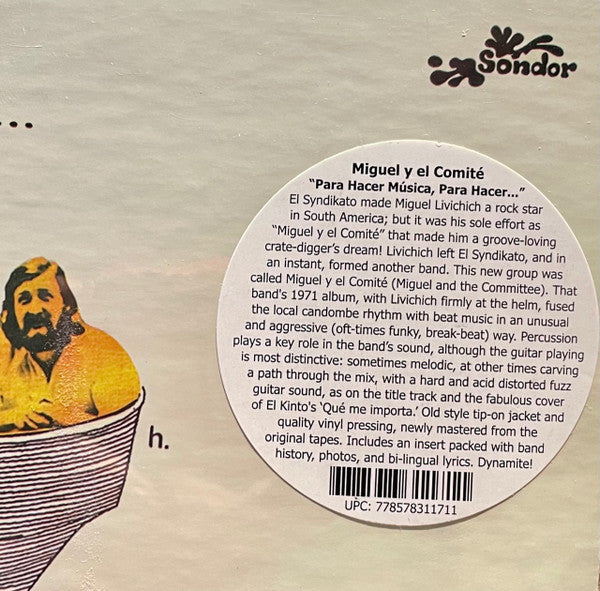 Sondor
...
Miguel y el Comité
“Para Hacer Música, Para Hacer...”
El Syndikato made Miguel Livichich a rock star
in South America; but it was his sole effort as
“Miguel y el Comité” that made him a groove-loving
crate-digger’s dream! Livichich left El Syndikato, and in
an instant, formed another band. This new group was
called Miguel y el Comité (Miguel and the Committee). That
band's 1971 album, with Livichich firmly at the helm, fused
the local candombe rhythm with beat music in an unusual
and aggressive (oft-times funky, break-beat) way. Percussion
plays a key role in the band’s sound, although the guitar playing
is most distinctive: sometimes melodic, at other times carving
a path through the mix, with a hard and acid distorted fuzz
guitar sound, as on the title track and the fabulous cover
of El Kinto's ‘Qué me importa.’ Old style tip-on jacket and
quality vinyl pressing, newly mastered from the
original tapes. Includes an insert packed with band
history, photos, and bi-lingual lyrics. Dynamite!
UPC: 778578311711
h.